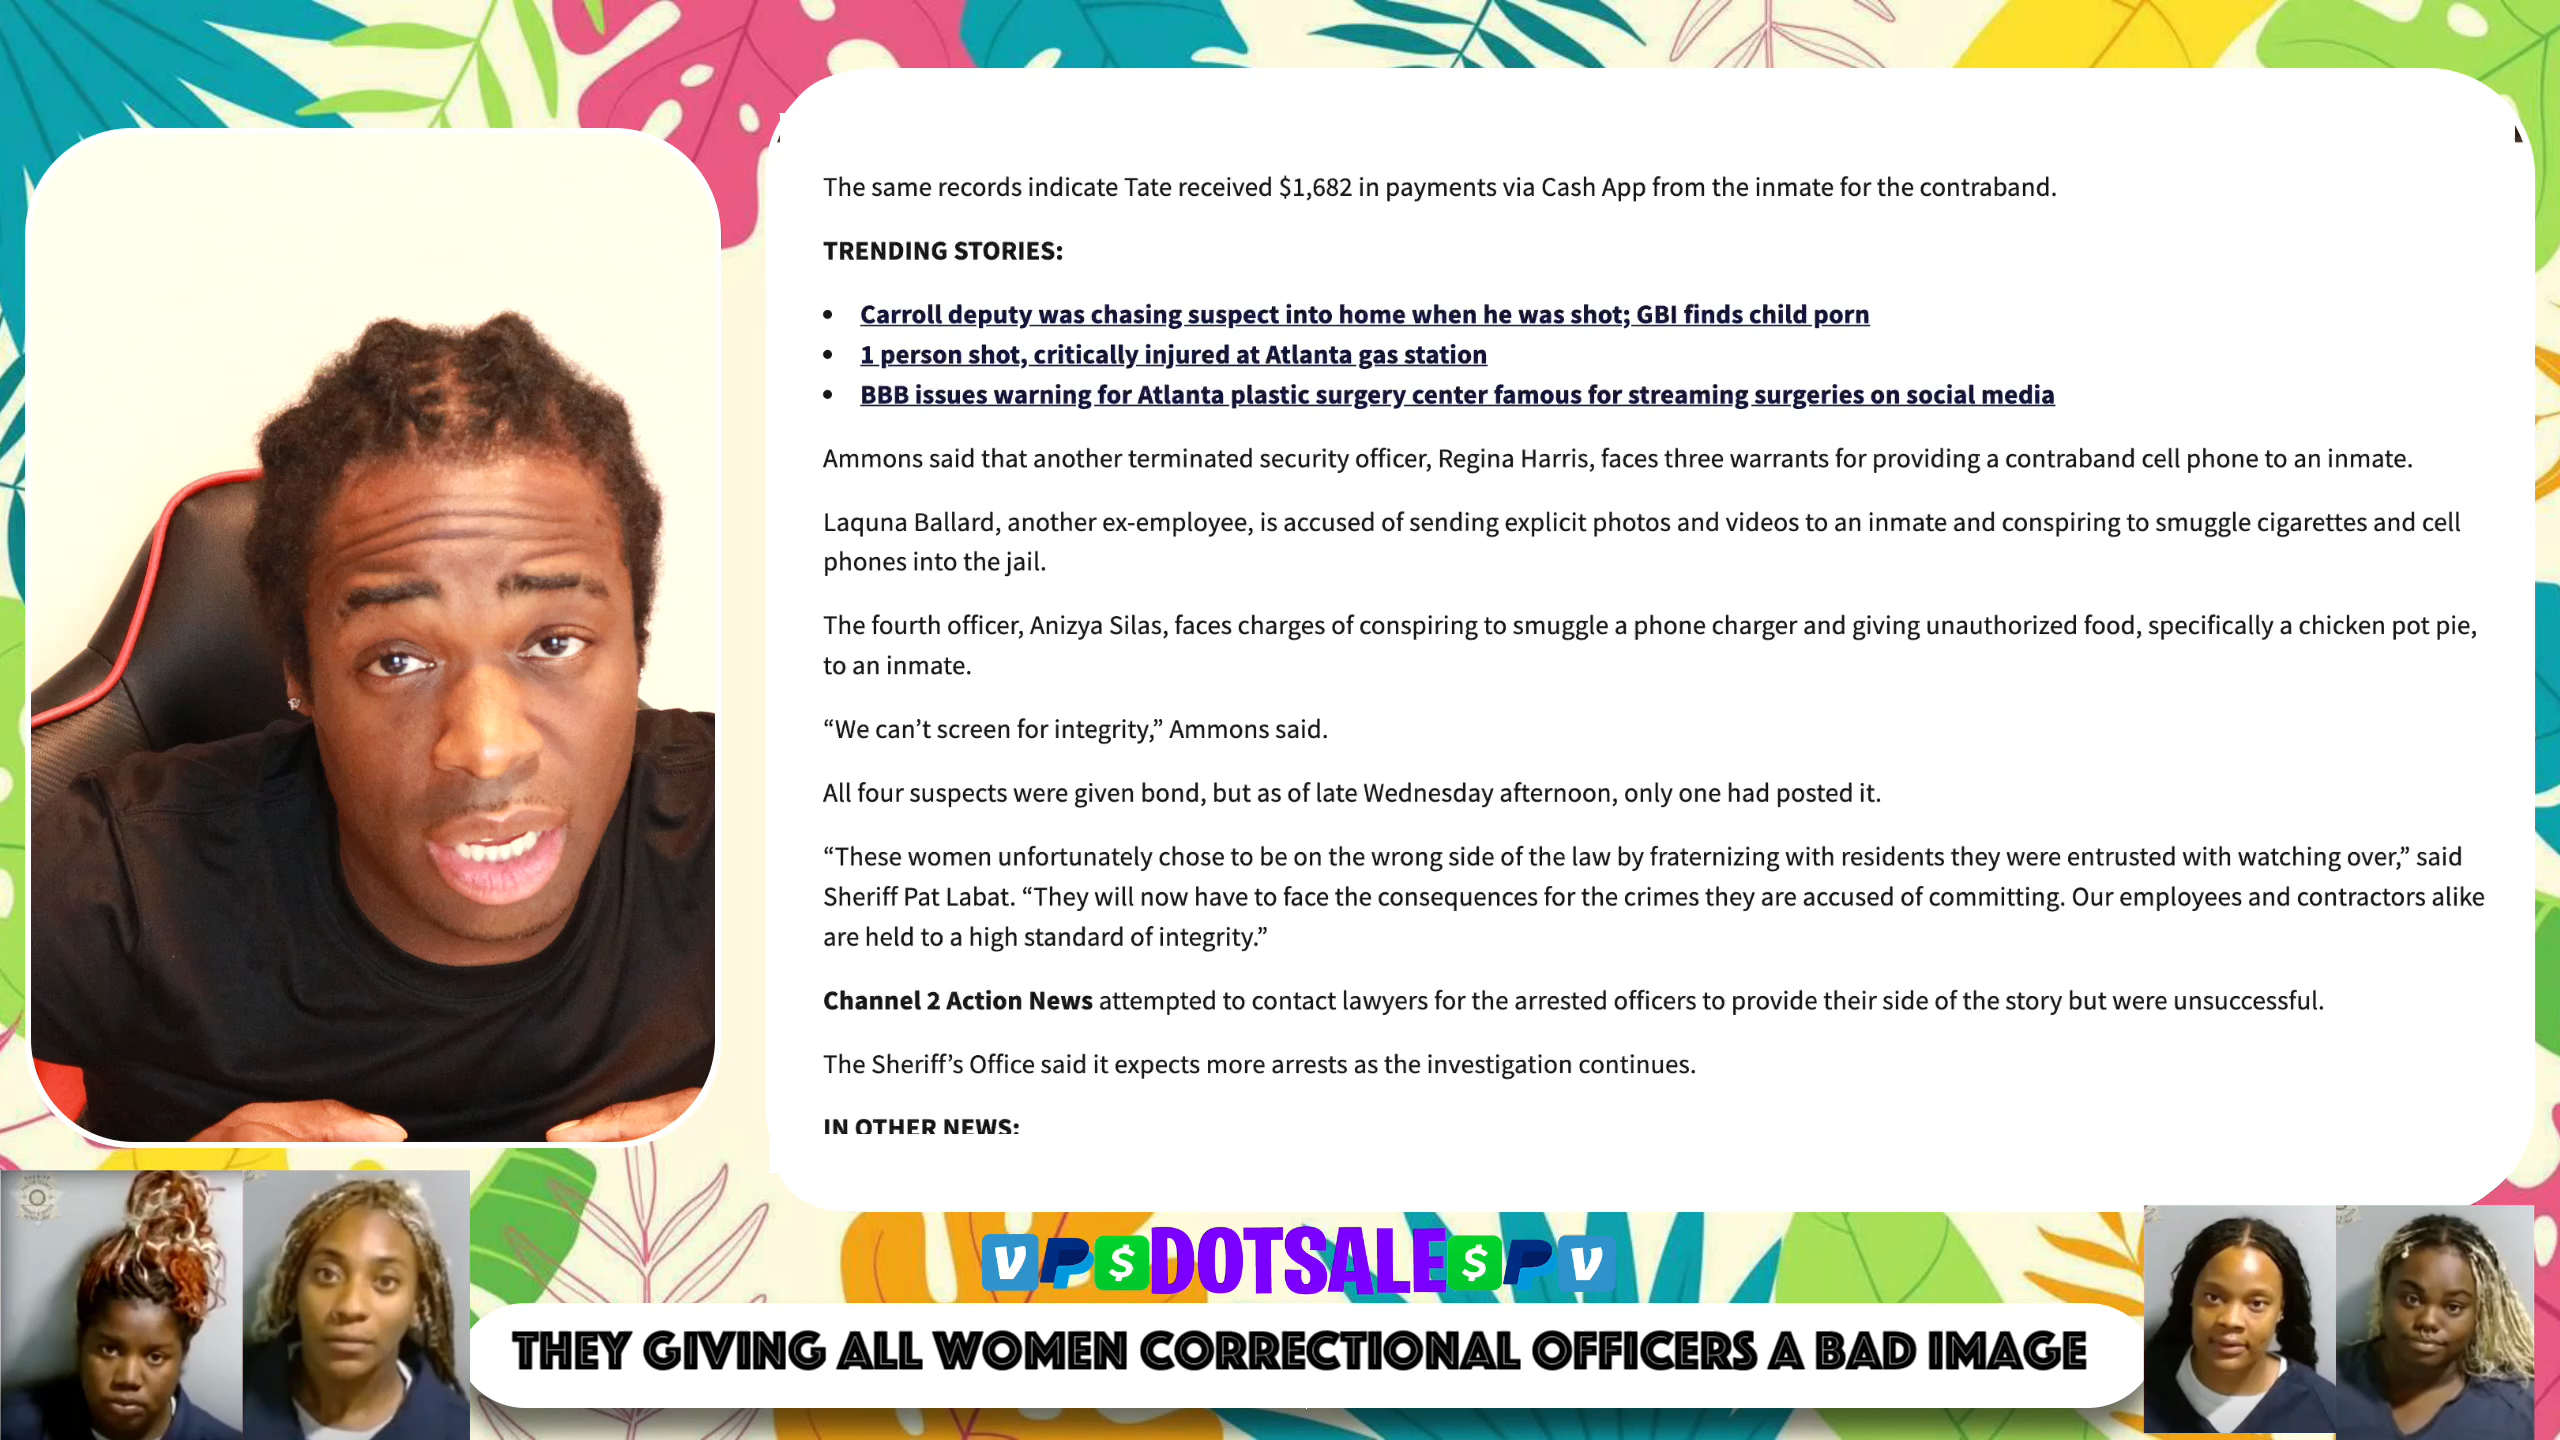 The same records indicate Tate received $1,682 in payments via Cash App from the inmate for the contraband.
TRENDING STORIES:
• Carroll deputy was chasing suspect into home when he was shot; GBI finds child porn
• 1 person shot, critically injured at Atlanta gas station
• BBB issues warning for Atlanta plastic surgery center famous for streaming surgeries on social media
Ammons said that another terminated security officer, Regina Harris, faces three warrants for providing a contraband cell phone to an inmate.
Laquna Ballard, another ex-employee, is accused of sending explicit photos and videos to an inmate and conspiring to smuggle cigarettes and cell
phones into the jail.
The fourth officer, Anizya Silas, faces charges of conspiring to smuggle a phone charger and giving unauthorized food, specifically a chicken pot pie,
to an inmate.
“We can’t screen for integrity,” Ammons said.
All four suspects were given bond, but as of late Wednesday afternoon, only one had posted it.
“These women unfortunately chose to be on the wrong side of the law by fraternizing with residents they were entrusted with watching over,” said
Sheriff Pat Labat. “They will now have to face the consequences for the crimes they are accused of committing. Our employees and contractors alike
are held to a high standard of integrity.”
Channel 2 Action News attempted to contact lawyers for the arrested officers to provide their side of the story but were unsuccessful.
The Sheriff’s Office said it expects more arrests as the investigation continues.
IN OTHER NEWS:
V P $ DOTSALE $ P V
THEY GIVING ALL WOMEN CORRECTIONAL OFFICERS A BAD IMAGE